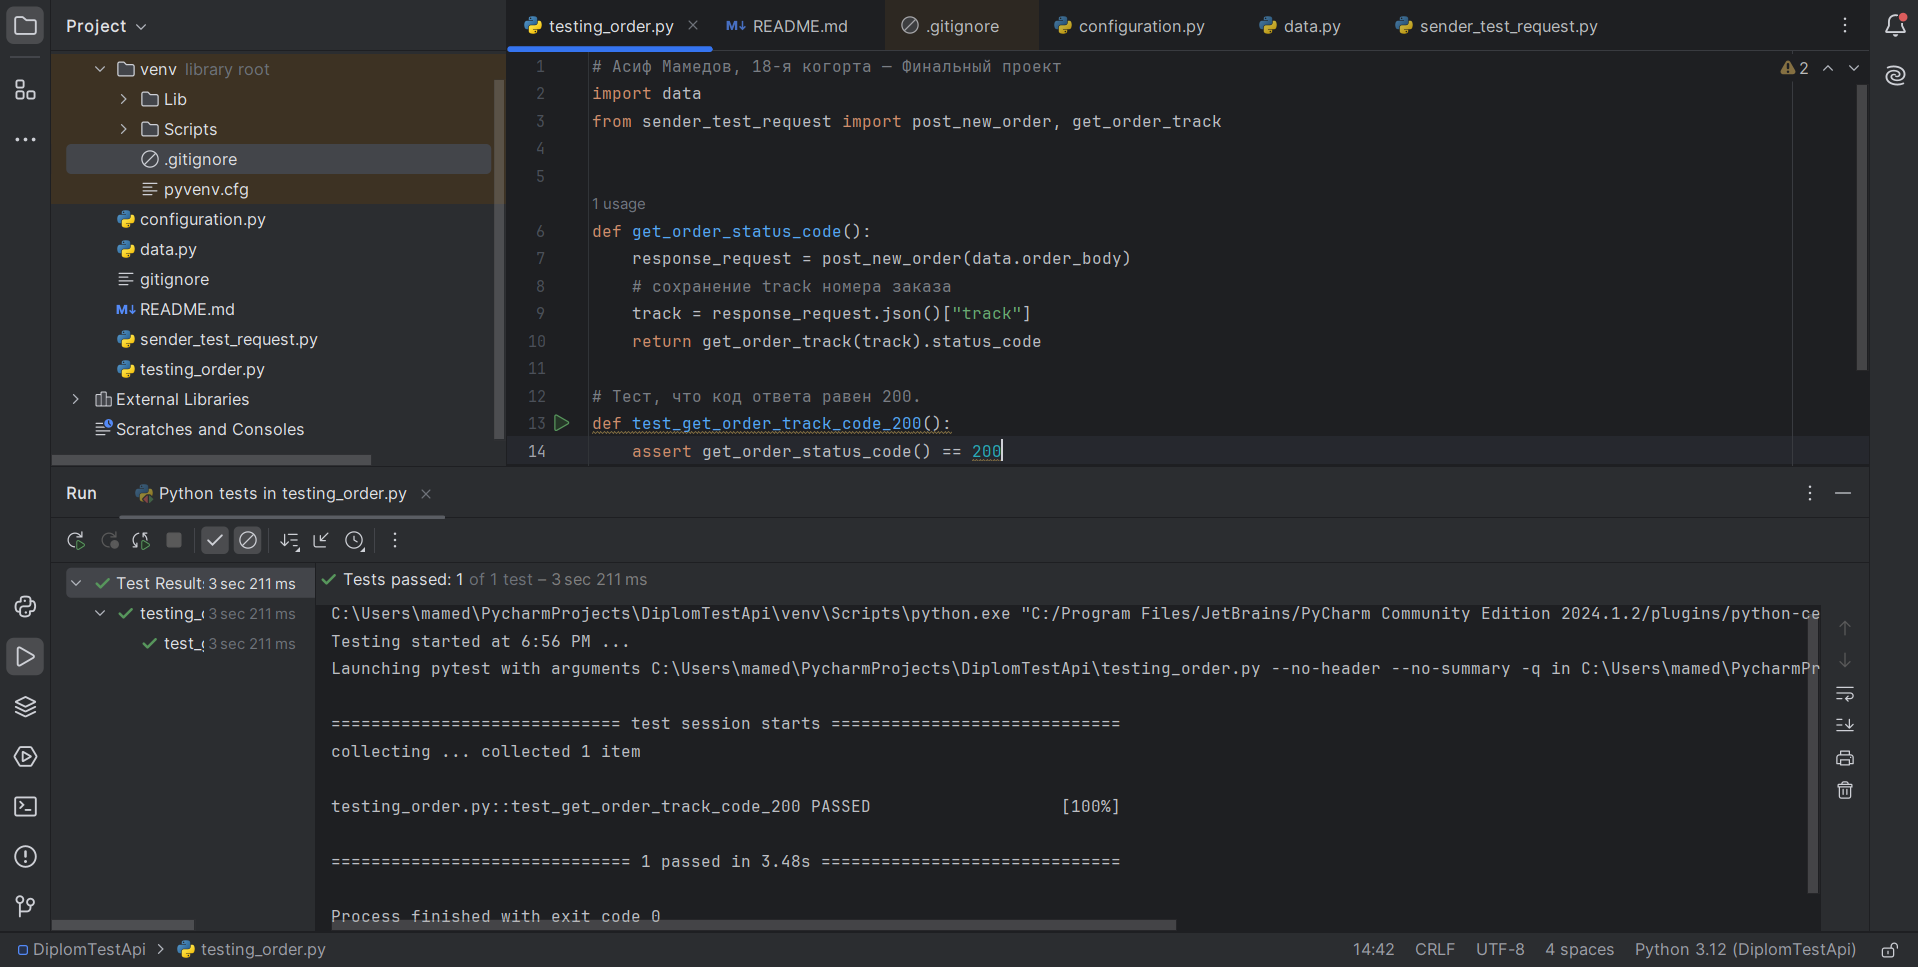 Project
testing_order.py
README.md
.gitignore
configuration.py
data.py
sender_test_request.py
venv library root
Lib
Scripts
.gitignore
pyvenv.cfg
configuration.py
data.py
gitignore
M↓ README.md
sender_test_request.py
testing_order.py
External Libraries
Scratches and Consoles
2
1 # Асиф Мамедов, 18-я когорта — Финальный проект
2 import data
3 from sender_test_request import post_new_order, get_order_track
4
5
1 usage
6 def get_order_status_code():
7 response_request = post_new_order(data.order_body)
8 # сохранение track номера заказа
9 track = response_request.json()["track"]
10 return get_order_track(track).status_code
11
12 # Тест, что код ответа равен 200.
13 def test_get_order_track_code_200():
14 assert get_order_status_code() == 200
Run
Python tests in testing_order.py
Test Results 3 sec 211 ms
testing_ 3 sec 211 ms
test_ 3 sec 211 ms
Tests passed: 1 of 1 test – 3 sec 211 ms
C:\Users\mamed\PycharmProjects\DiplomTestApi\venv\Scripts\python.exe "C:/Program Files/JetBrains/PyCharm Community Edition 2024.1.2/plugins/python-ce
Testing started at 6:56 PM ...
Launching pytest with arguments C:\Users\mamed\PycharmProjects\DiplomTestApi\testing_order.py --no-header --no-summary -q in C:\Users\mamed\PycharmPr
============================= test session starts =============================
collecting ... collected 1 item
testing_order.py::test_get_order_track_code_200 PASSED [100%]
============================== 1 passed in 3.48s ==============================
Process finished with exit code 0
DiplomTestApi > testing_order.py
14:42 CRLF UTF-8 4 spaces Python 3.12 (DiplomTestApi)